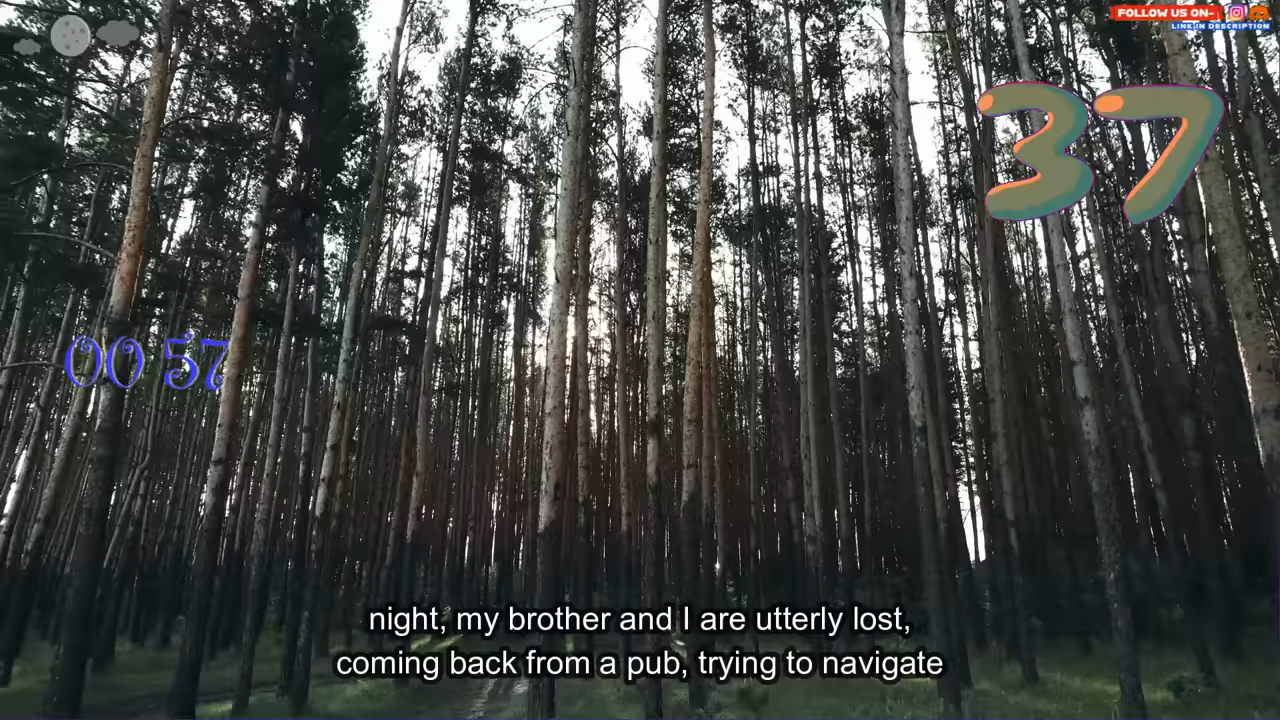 FOLLOW US ON-
LINK IN DESCRIPTION
37
00 57
night, my brother and I are utterly lost,
coming back from a pub, trying to navigate